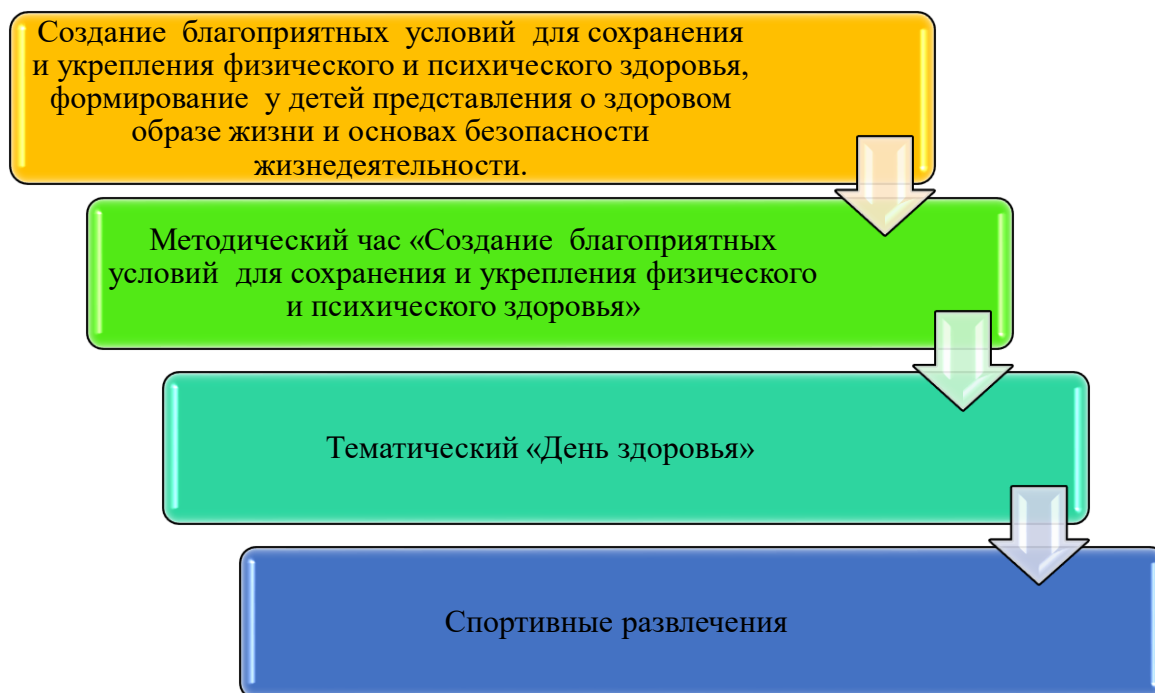 Создание благоприятных условий для сохранения
и укрепления физического и психического здоровья,
формирование у детей представления о здоровом
образе жизни и основах безопасности
жизнедеятельности.
Методический час «Создание благоприятных
условий для сохранения и укрепления физического
и психического здоровья»
Тематический «День здоровья»
Спортивные развлечения